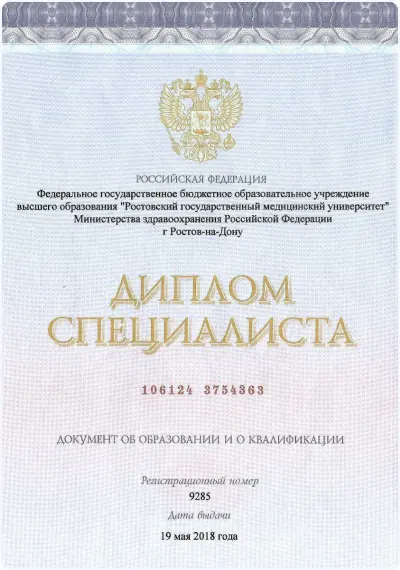 РОССИЙСКАЯ ФЕДЕРАЦИЯ
Федеральное государственное бюджетное образовательное учреждение
высшего образования "Ростовский государственный медицинский университет"
Министерства здравоохранения Российской Федерации
г Ростов-на-Дону
ДИПЛОМ
СПЕЦИАЛИСТА
106124 3754363
ДОКУМЕНТ ОБ ОБРАЗОВАНИИ И О КВАЛИФИКАЦИИ
Регистрационный номер
9285
Дата выдачи
19 мая 2018 года